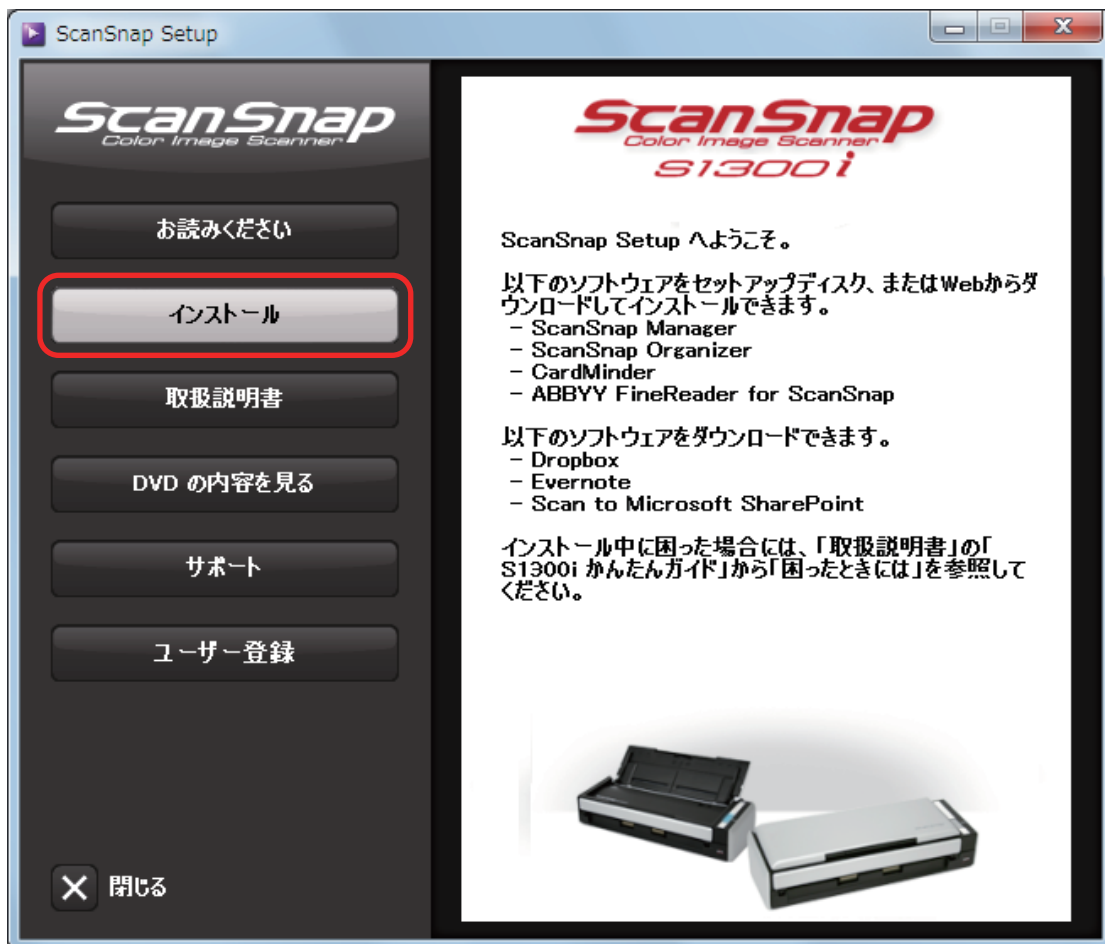 ScanSnap Setup
ScanSnap
Color Image Scanner
お読みください
インストール
取扱説明書
DVD の内容を見る
サポート
ユーザー登録
閉じる
ScanSnap
Color Image Scanner
S1300i
ScanSnap Setup へようこそ。
以下のソフトウェアをセットアップディスク、またはWebからダ
ウンロードしてインストールできます。
- ScanSnap Manager
- ScanSnap Organizer
- CardMinder
- ABBYY FineReader for ScanSnap
以下のソフトウェアをダウンロードできます。
- Dropbox
- Evernote
- Scan to Microsoft SharePoint
インストール中に困った場合には、「取扱説明書」の「
S1300i かんたんガイド」から「困ったときには」を参照して
ください。